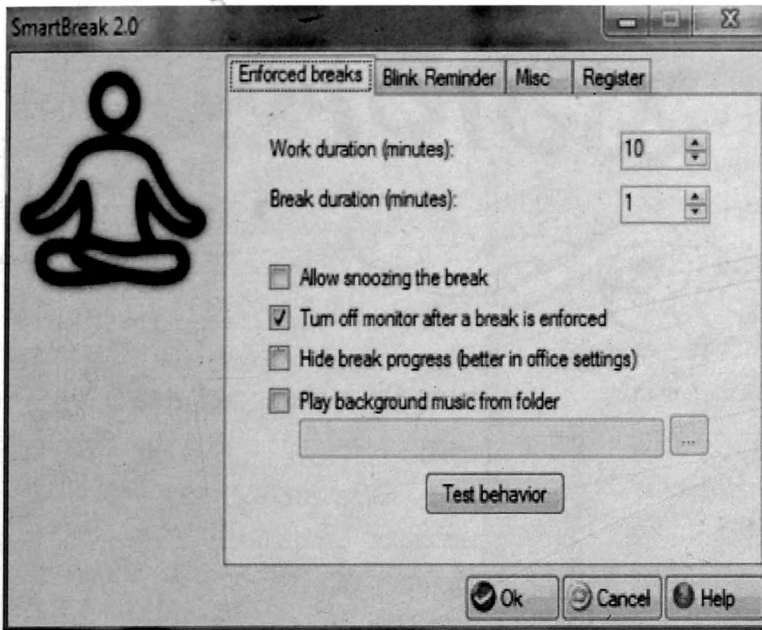 SmartBreak 2.0
Enforced breaks Blink Reminder Misc Register
Work duration (minutes): 10
Break duration (minutes): 1
Allow snoozing the break
Turn off monitor after a break is enforced
Hide break progress (better in office settings)
Play background music from folder
...
Test behavior
Ok Cancel Help